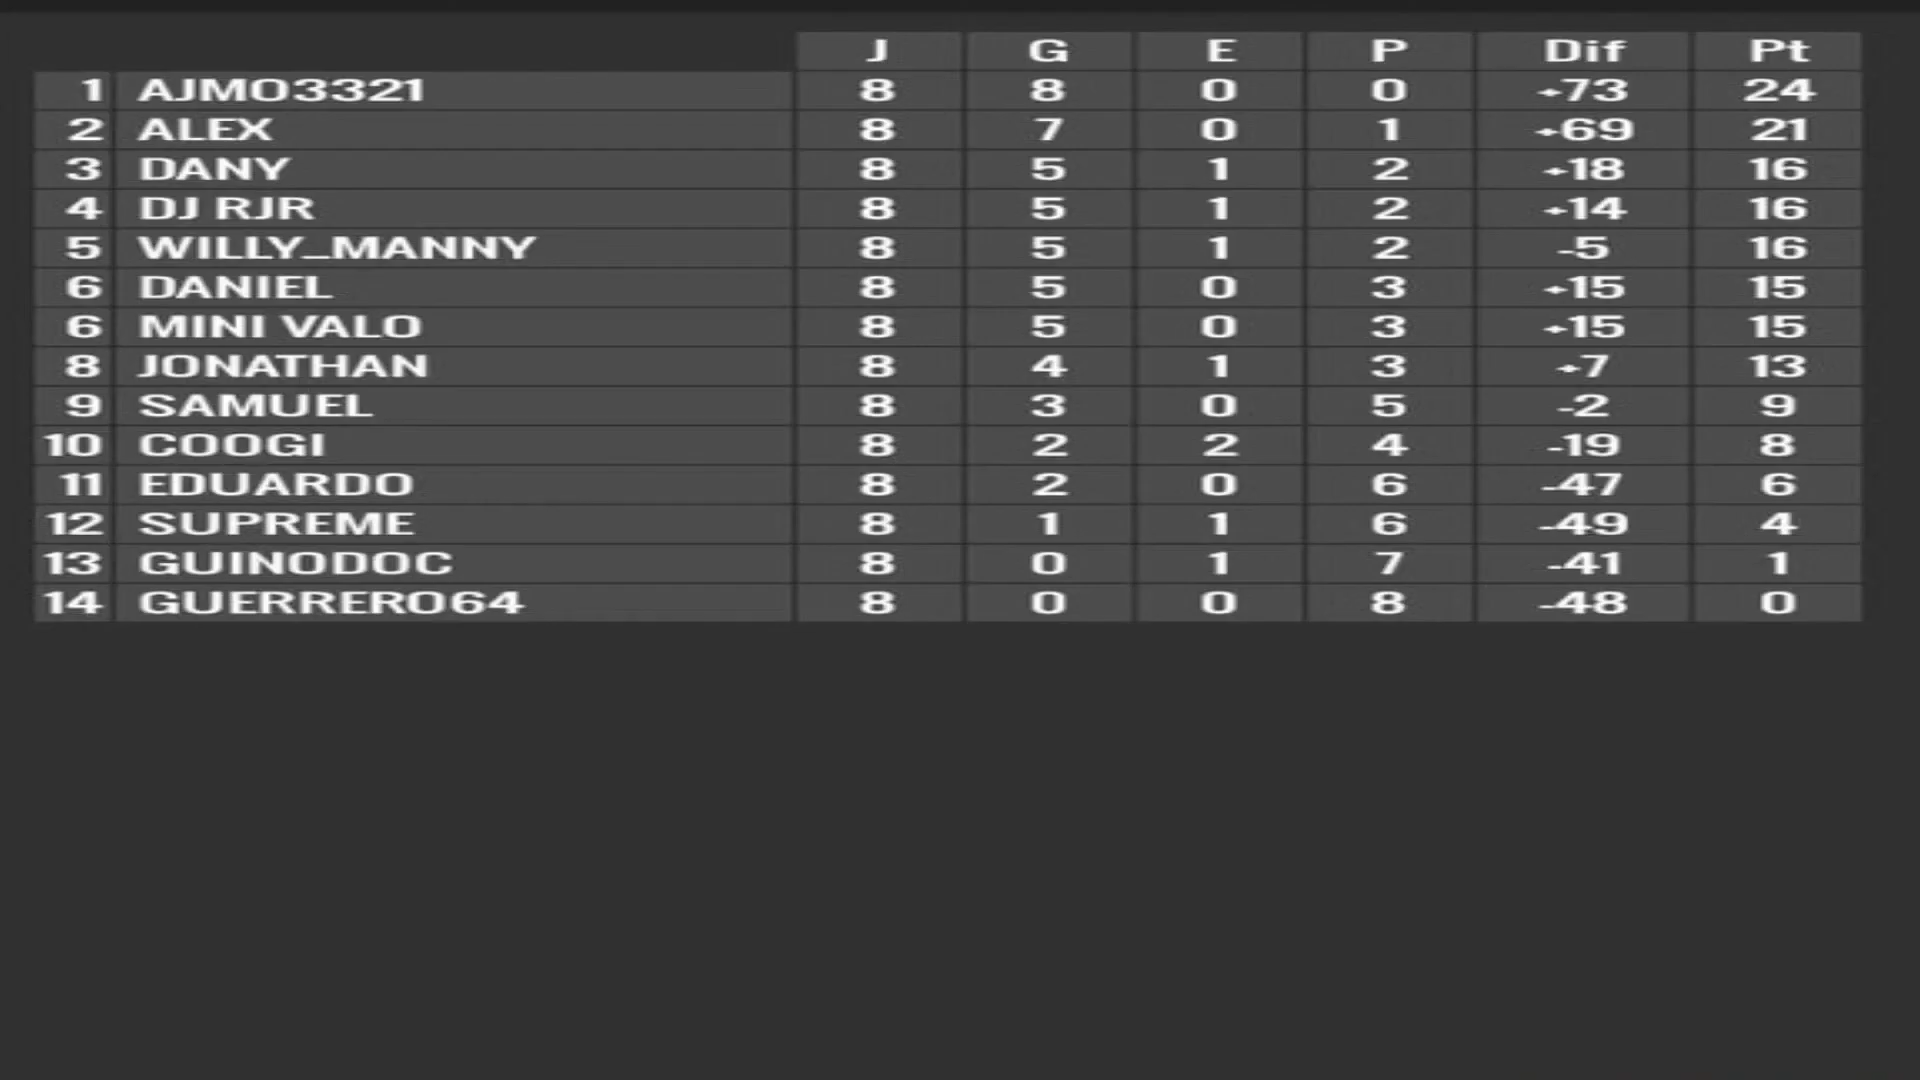 J G E P Dif Pt
1 AJMO3321 8 8 0 0 +73 24
2 ALEX 8 7 0 1 +69 21
3 DANY 8 5 1 2 +18 16
4 DJ RJR 8 5 1 2 +14 16
5 WILLY_MANNY 8 5 1 2 -5 16
6 DANIEL 8 5 0 3 +15 15
6 MINI VALO 8 5 0 3 +15 15
8 JONATHAN 8 4 1 3 +7 13
9 SAMUEL 8 3 0 5 -2 9
10 COOGI 8 2 2 4 -19 8
11 EDUARDO 8 2 0 6 -47 6
12 SUPREME 8 1 1 6 -49 4
13 GUINODOC 8 0 1 7 -41 1
14 GUERRERO64 8 0 0 8 -48 0